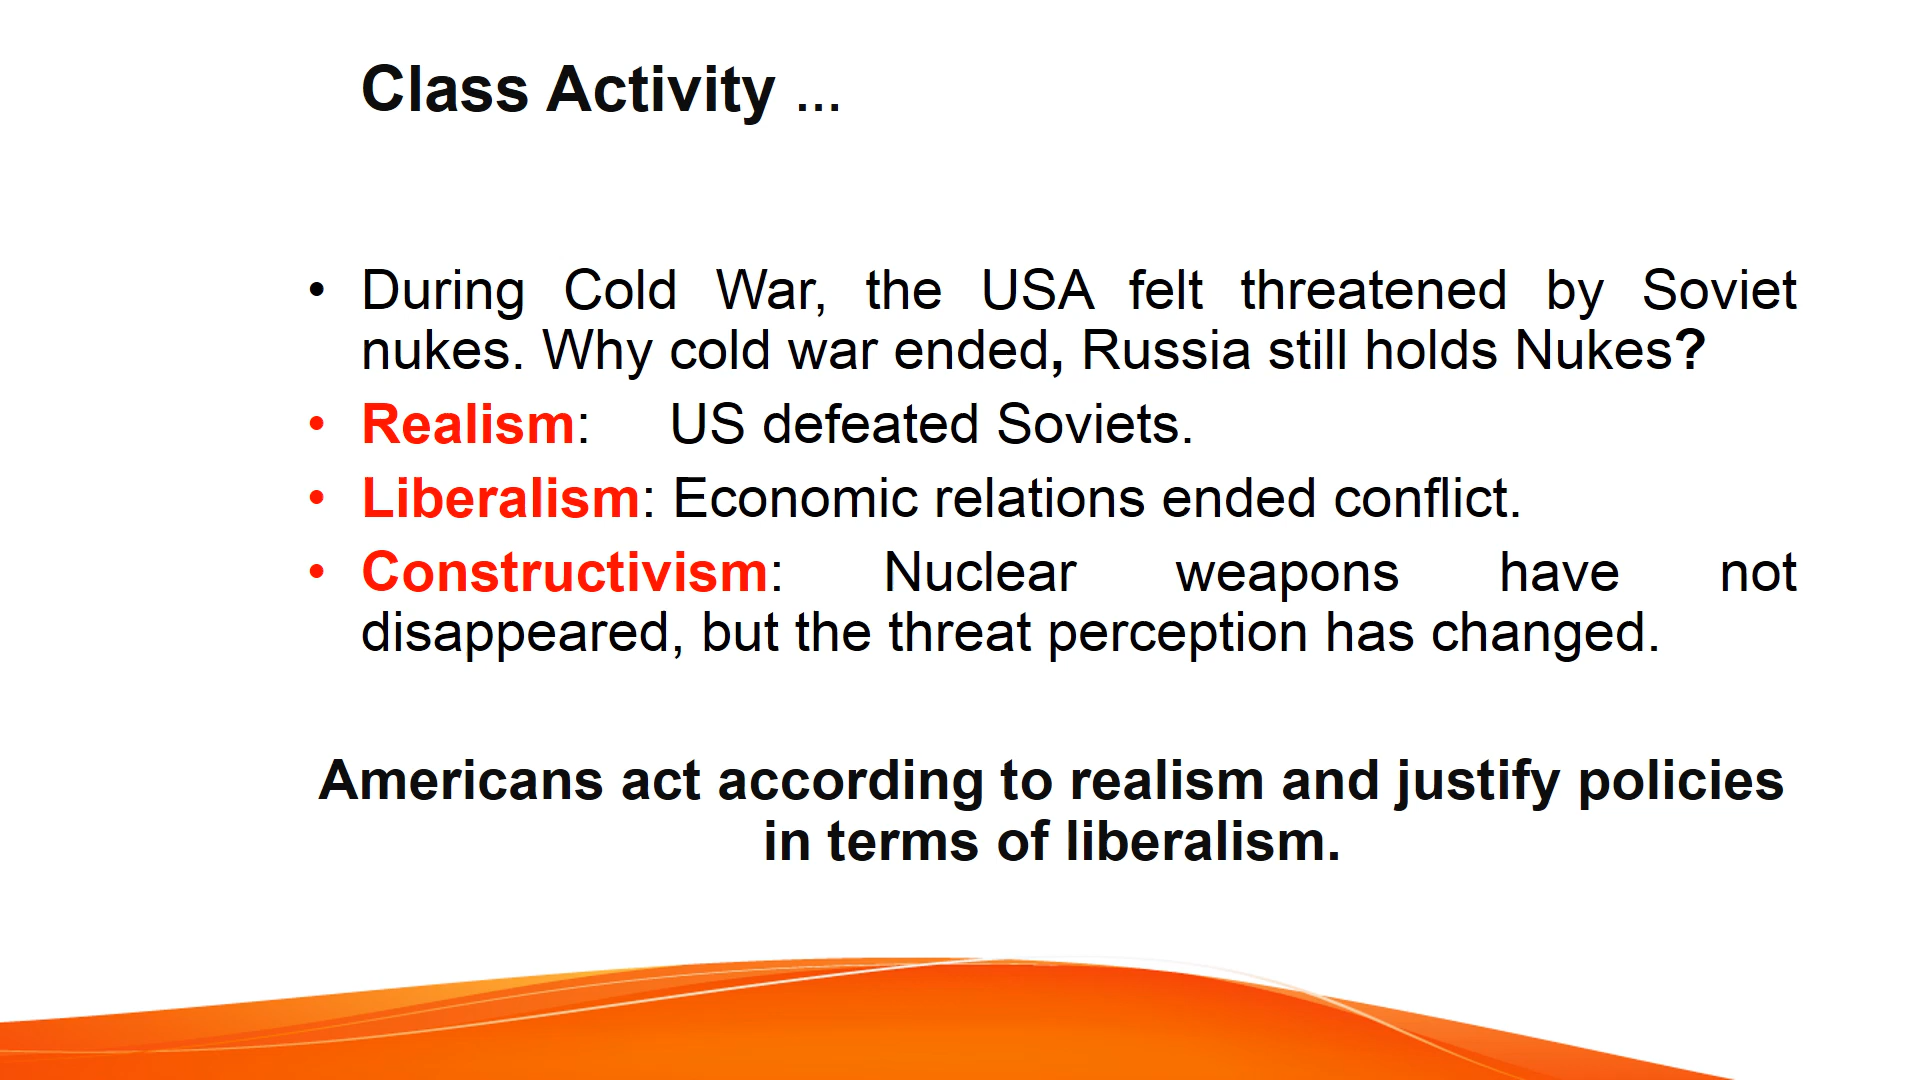 Class Activity ...
• During Cold War, the USA felt threatened by Soviet
nukes. Why cold war ended, Russia still holds Nukes?
• Realism: US defeated Soviets.
• Liberalism: Economic relations ended conflict.
• Constructivism: Nuclear weapons have not
disappeared, but the threat perception has changed.
Americans act according to realism and justify policies
in terms of liberalism.